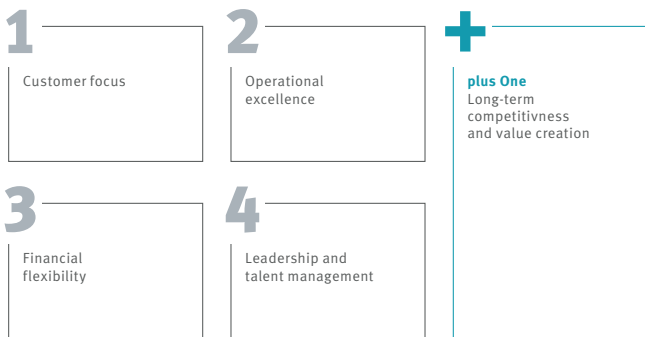 1
Customer focus
2
Operational
excellence
+
plus One
Long-term
competitivness
and value creation
3
Financial
flexibility
4
Leadership and
talent management